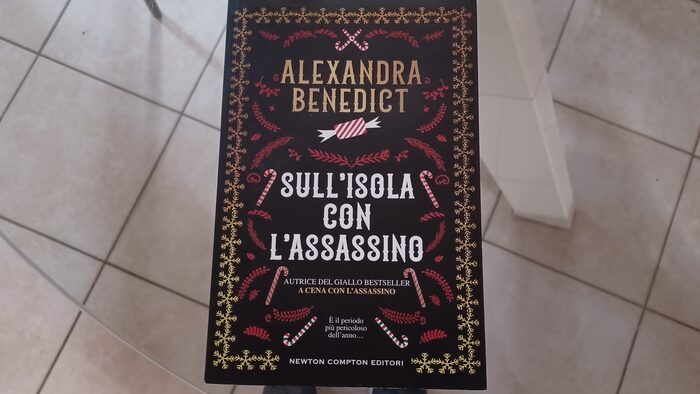 ALEXANDRA
BENEDICT
SULL'ISOLA
CON
L'ASSASSINO
AUTRICE DEL GIALLO BESTSELLER
A CENA CON L'ASSASSINO
È il periodo
più pericoloso
dell'anno...
NEWTON COMPTON EDITORI